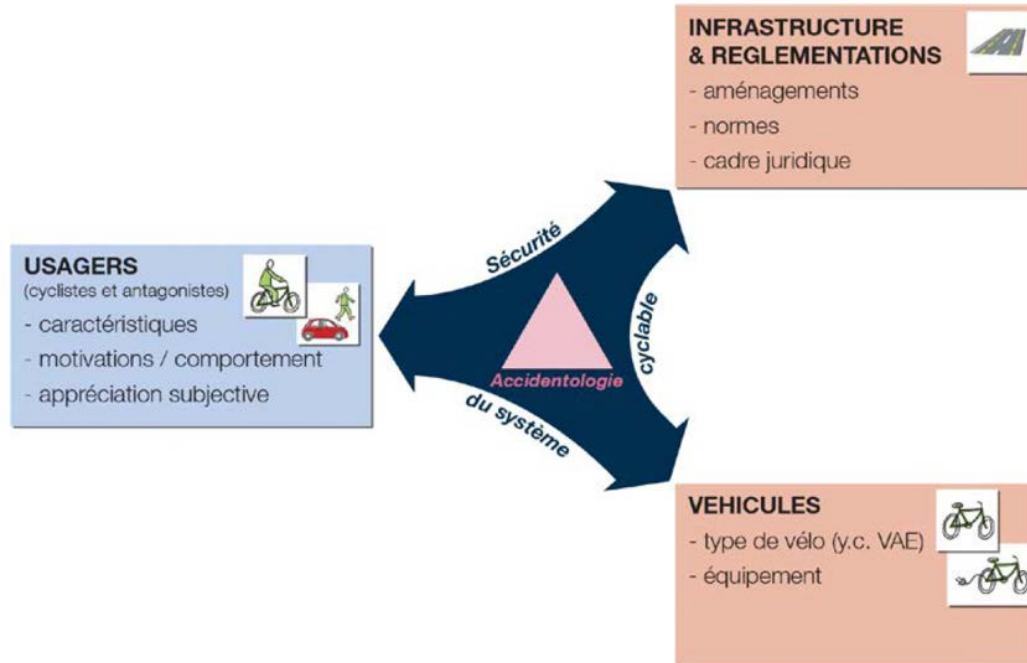 INFRASTRUCTURE
& REGLEMENTATIONS
- aménagements
- normes
- cadre juridique
USAGERS
(cyclistes et antagonistes)
- caractéristiques
- motivations / comportement
- appréciation subjective
Sécurité
du système
cyclable
Accidentologie
VEHICULES
- type de vélo (y.c. VAE)
- équipement